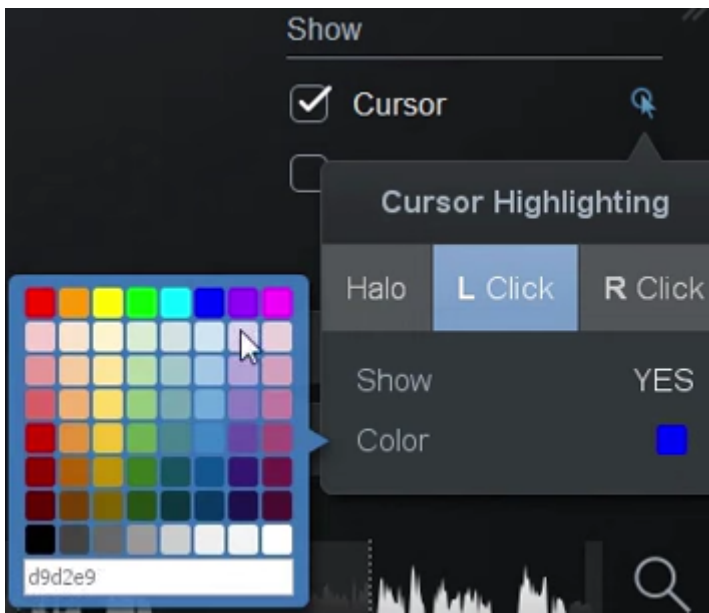 Show
Cursor
Cursor Highlighting
Halo
L Click
R Click
Show
YES
Color
d9d2e9